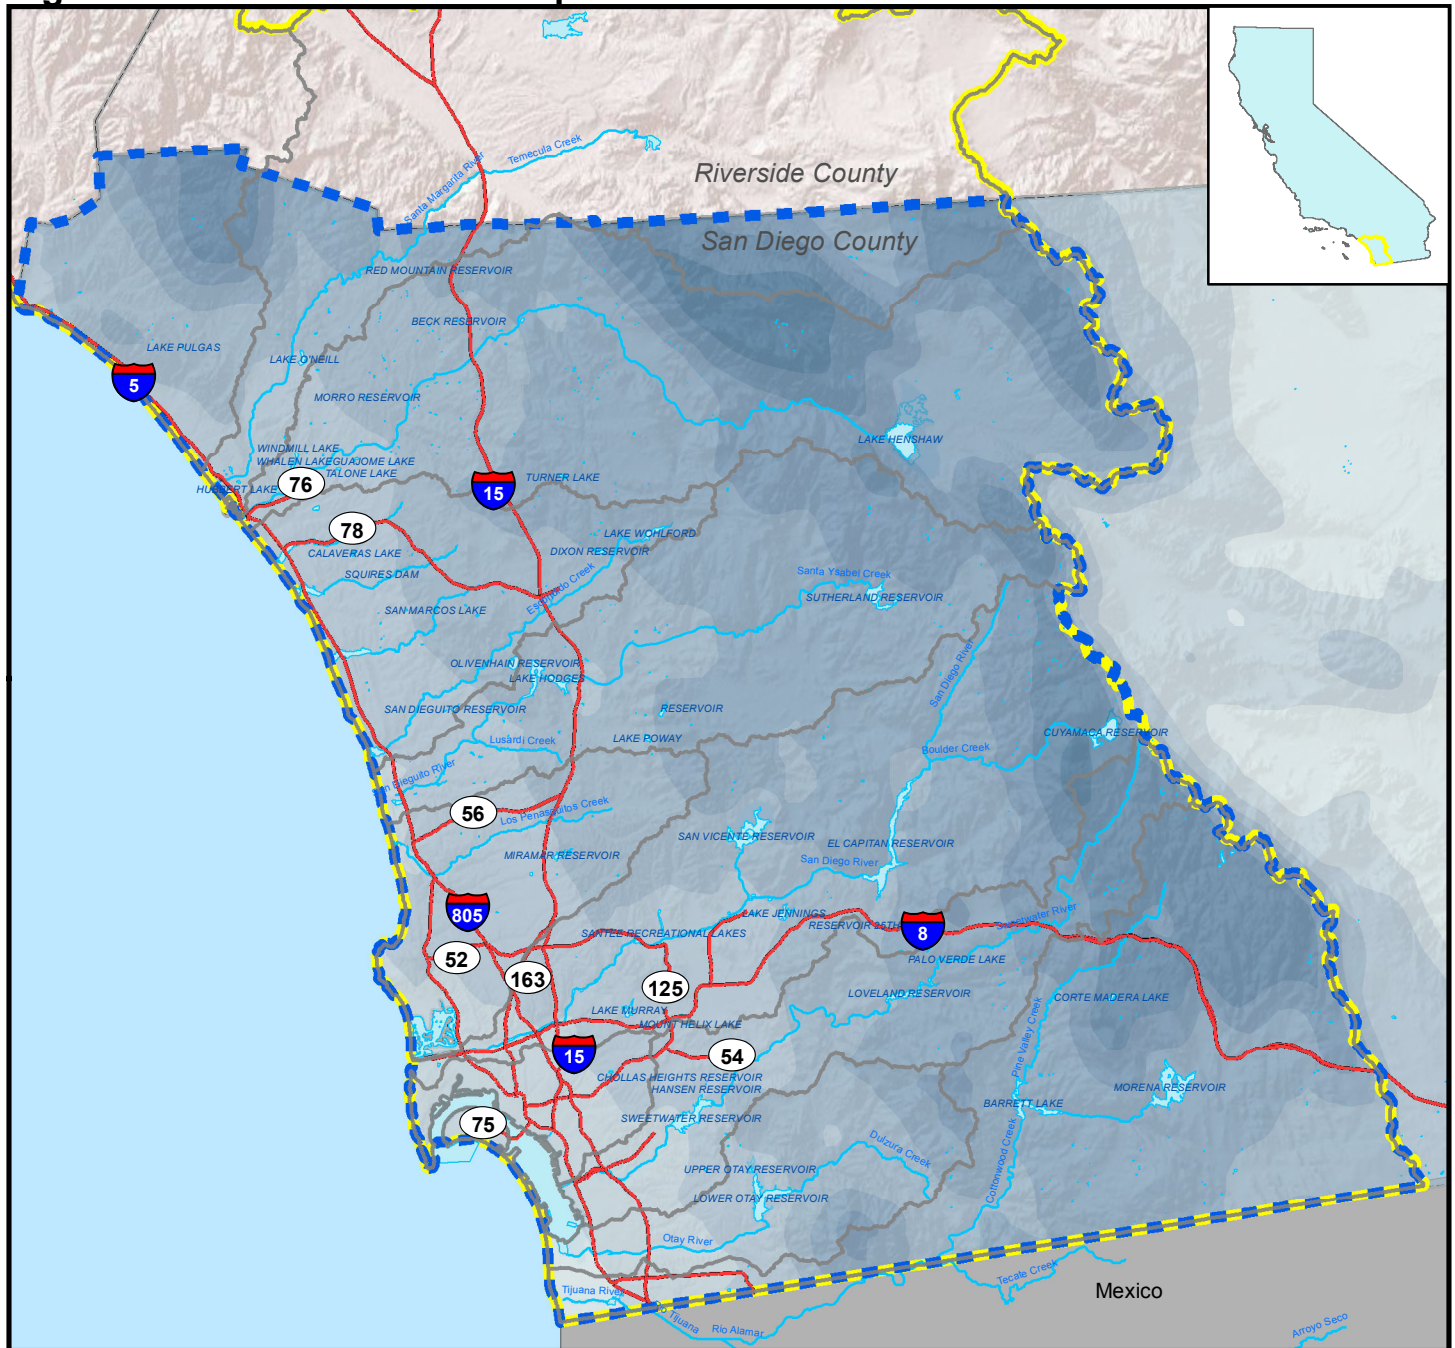 Temecula Creek
Santa Margarita River
Riverside County
San Diego County
RED MOUNTAIN RESERVOIR
BECK RESERVOIR
LAKE PULGAS
LAKE O'NEILL
5
MORRO RESERVOIR
LAKE HENSHAW
WINDMILL LAKE
WHALEN LAKE
GUAJOME LAKE
TALONE LAKE
HUBBERT LAKE
76
15
TURNER LAKE
78
LAKE WOHLFORD
CALAVERAS LAKE
DIXON RESERVOIR
SQUIRES DAM
Escondido Creek
Santa Ysabel Creek
SUTHERLAND RESERVOIR
SAN MARCOS LAKE
OLIVENHAIN RESERVOIR
LAKE HODGES
San Diego River
SAN DIEGUITO RESERVOIR
RESERVOIR
Lusardi Creek
LAKE POWAY
CUYAMACA RESERVOIR
Boulder Creek
San Dieguito River
56
Los Penasquitos Creek
SAN VICENTE RESERVOIR
EL CAPITAN RESERVOIR
MIRAMAR RESERVOIR
San Diego River
805
LAKE JENNINGS
RESERVOIR 25TH
8
Sweetwater River
SANTEE RECREATIONAL LAKES
52
163
125
PALO VERDE LAKE
LOVELAND RESERVOIR
CORTE MADERA LAKE
LAKE MURRAY
MOUNT HELIX LAKE
Pine Valley Creek
15
54
CHOLLAS HEIGHTS RESERVOIR
HANSEN RESERVOIR
MORENA RESERVOIR
BARRETT LAKE
75
SWEETWATER RESERVOIR
Dulzura Creek
Cottonwood Creek
UPPER OTAY RESERVOIR
LOWER OTAY RESERVOIR
Otay River
Tecate Creek
Tijuana River
Mexico
Rio Tijuana
Rio Alamar
Arroyo Seco